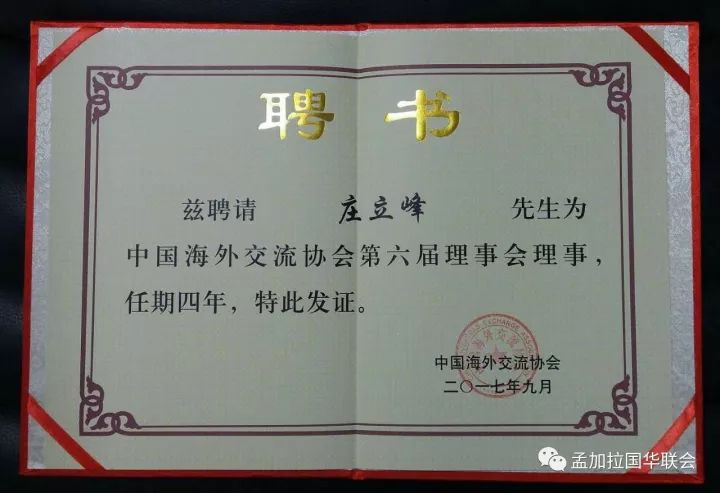 聘书
兹聘请 庄立峰 先生为
中国海外交流协会第六届理事会理事，
任期四年，特此发证。
中国海外交流协会
二〇一七年九月
孟加拉国华联会